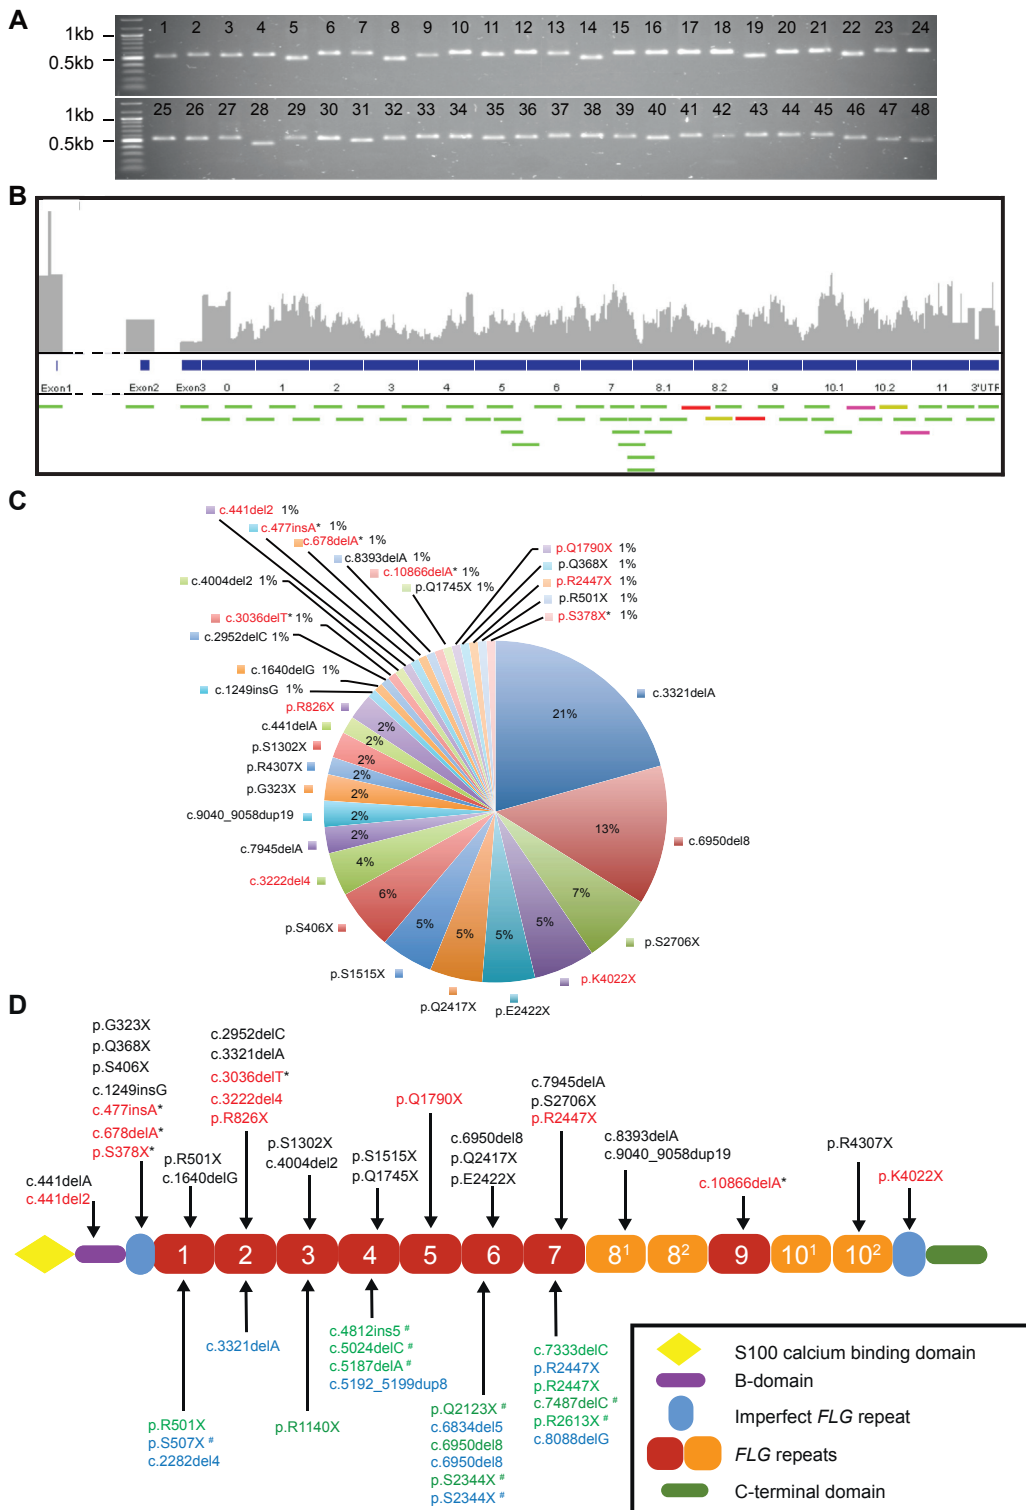 A
1kb
0.5kb
1 2 3 4 5 6 7 8 9 10 11 12 13 14 15 16 17 18 19 20 21 22 23 24
1kb
0.5kb
25 26 27 28 29 30 31 32 33 34 35 36 37 38 39 40 41 42 43 44 45 46 47 48
B
Exon1 Exon2 Exon3 0 1 2 3 4 5 6 7 8.1 8.2 9 10.1 10.2 11 3'UTR
C
c.441del2 1%
c.477insA* 1%
c.678delA* 1%
c.8393delA 1%
c.10866delA* 1%
p.Q1745X 1%
p.Q1790X 1%
p.Q368X 1%
p.R2447X 1%
p.R501X 1%
p.S378X* 1%
c.4004del2 1%
c.3036delT* 1%
c.2952delC 1%
c.1640delG 1%
c.1249insG 1%
p.R826X
c.441delA
p.S1302X
p.R4307X
p.G323X
c.9040_9058dup19
c.7945delA
c.3222del4
p.S406X
p.S1515X
p.Q2417X
p.E2422X
p.K4022X
p.S2706X
c.6950del8
c.3321delA
21%
13%
7%
5%
5%
5%
5%
6%
4%
2%
2%
2%
2%
2%
2%
2%
D
p.G323X
p.Q368X
p.S406X
c.1249insG
c.477insA*
c.678delA*
p.S378X*
c.441delA
c.441del2
p.R501X
c.1640delG
c.2952delC
c.3321delA
c.3036delT*
c.3222del4
p.R826X
p.S1302X
c.4004del2
p.S1515X
p.Q1745X
p.Q1790X
c.6950del8
p.Q2417X
p.E2422X
c.7945delA
p.S2706X
p.R2447X
c.8393delA
c.9040_9058dup19
c.10866delA*
p.R4307X
p.K4022X
1 2 3 4 5 6 7 8¹ 8² 9 10¹ 10²
p.R501X
p.S507X #
c.2282del4
c.3321delA
p.R1140X
c.4812ins5 #
c.5024delC #
c.5187delA #
c.5192_5199dup8
p.Q2123X #
c.6834del5
c.6950del8
c.6950del8
p.S2344X #
p.S2344X #
c.7333delC
p.R2447X
p.R2447X
c.7487delC #
p.R2613X #
c.8088delG
S100 calcium binding domain
B-domain
Imperfect FLG repeat
FLG repeats
C-terminal domain